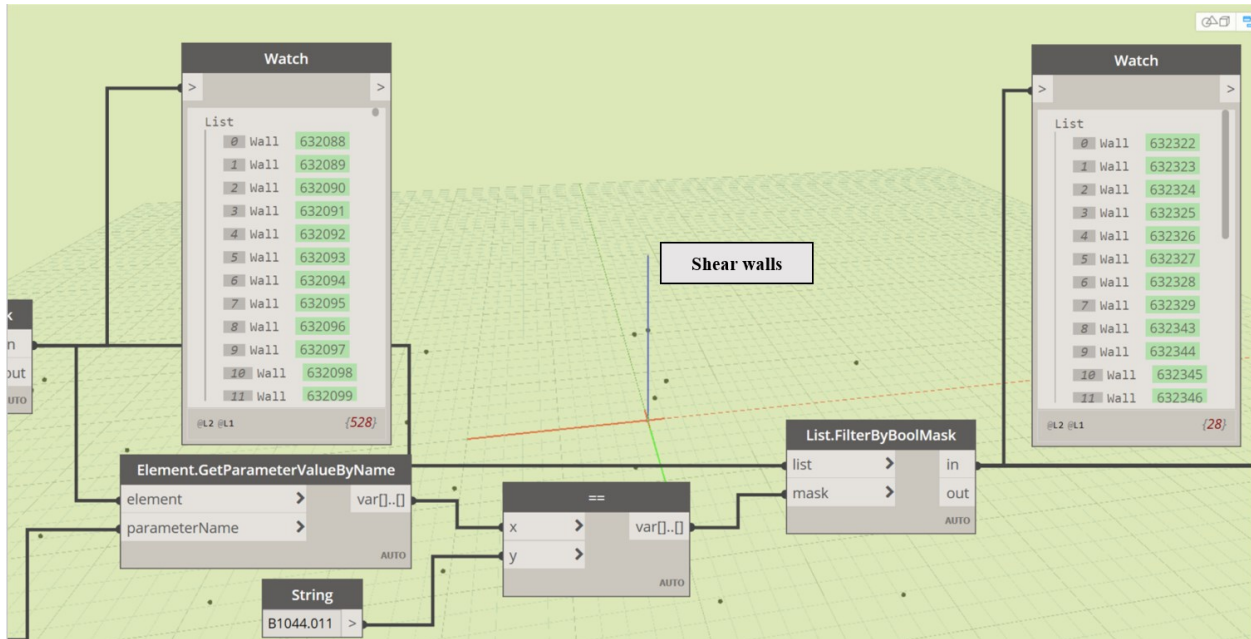 Watch
> >
List
0 Wall 632088
1 Wall 632089
2 Wall 632090
3 Wall 632091
4 Wall 632092
5 Wall 632093
6 Wall 632094
7 Wall 632095
8 Wall 632096
9 Wall 632097
10 Wall 632098
11 Wall 632099
@L2 @L1 {528}
Shear walls
Watch
> >
List
0 Wall 632322
1 Wall 632323
2 Wall 632324
3 Wall 632325
4 Wall 632326
5 Wall 632327
6 Wall 632328
7 Wall 632329
8 Wall 632343
9 Wall 632344
10 Wall 632345
11 Wall 632346
@L2 @L1 {28}
k
in
out
AUTO
Element.GetParameterValueByName
element > var[]..[]
parameterName >
AUTO
String
B1044.011 >
==
x > var[]..[]
y >
AUTO
List.FilterByBoolMask
list > in
mask > out
AUTO